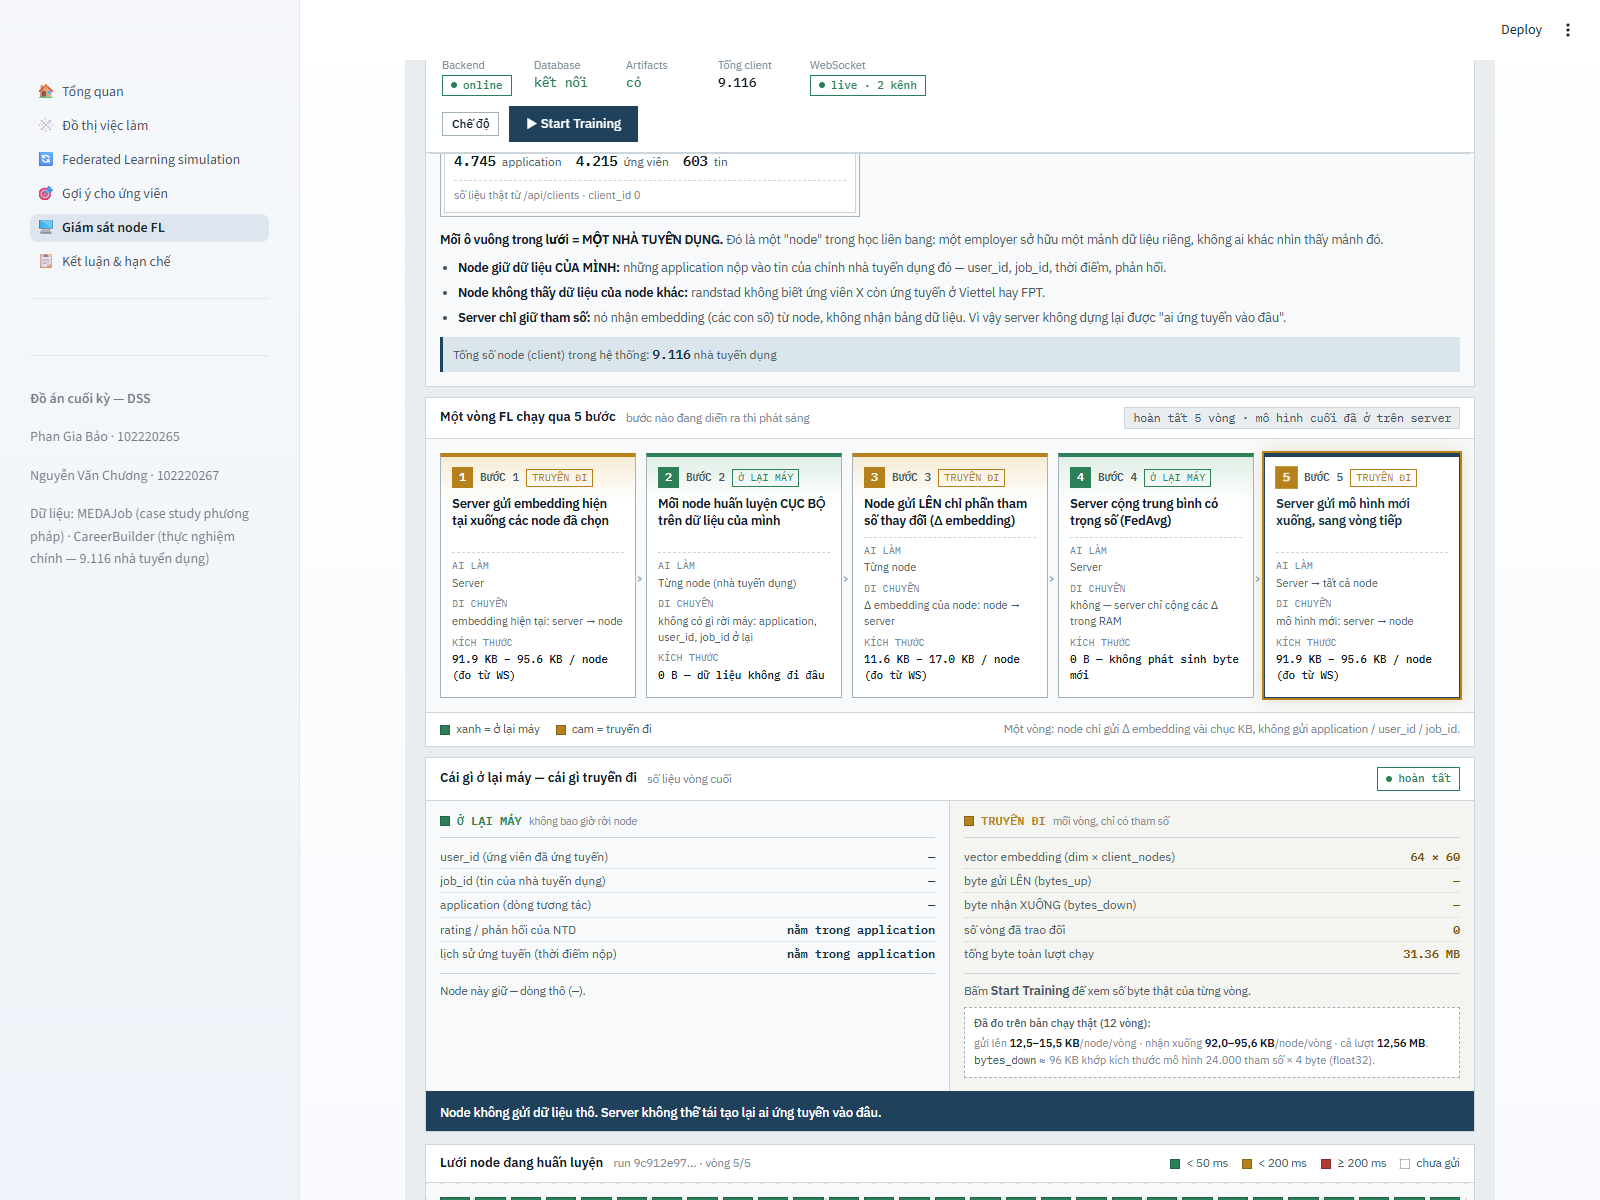 Deploy
Tổng quan
Đồ thị việc làm
Federated Learning simulation
Gợi ý cho ứng viên
Giám sát node FL
Kết luận & hạn chế
Đồ án cuối kỳ — DSS
Phan Gia Bảo · 102220265
Nguyễn Văn Chương · 102220267
Dữ liệu: MEDAJob (case study phương
pháp) · CareerBuilder (thực nghiệm
chính — 9.116 nhà tuyển dụng)
Backend Database Artifacts Tổng client WebSocket
● online kết nối có 9.116 ● live · 2 kênh
Chế độ ▶ Start Training
4.745 application 4.215 ứng viên 603 tin
số liệu thật từ /api/clients · client_id 0
Mỗi ô vuông trong lưới = MỘT NHÀ TUYỂN DỤNG. Đó là một "node" trong học liên bang: một employer sở hữu một mảnh dữ liệu riêng, không ai khác nhìn thấy mảnh đó.
• Node giữ dữ liệu CỦA MÌNH: những application nộp vào tin của chính nhà tuyển dụng đó — user_id, job_id, thời điểm, phản hồi.
• Node không thấy dữ liệu của node khác: randstad không biết ứng viên X còn ứng tuyển ở Viettel hay FPT.
• Server chỉ giữ tham số: nó nhận embedding (các con số) từ node, không nhận bảng dữ liệu. Vì vậy server không dựng lại được "ai ứng tuyển vào đâu".
Tổng số node (client) trong hệ thống: 9.116 nhà tuyển dụng
Một vòng FL chạy qua 5 bước bước nào đang diễn ra thì phát sáng hoàn tất 5 vòng · mô hình cuối đã ở trên server
1 BƯỚC 1 TRUYỀN ĐI
Server gửi embedding hiện
tại xuống các node đã chọn
AI LÀM
Server
DI CHUYỂN
embedding hiện tại: server → node
KÍCH THƯỚC
91.9 KB – 95.6 KB / node
(đo từ WS)
›
2 BƯỚC 2 Ở LẠI MÁY
Mỗi node huấn luyện CỤC BỘ
trên dữ liệu của mình
AI LÀM
Từng node (nhà tuyển dụng)
DI CHUYỂN
không có gì rời máy: application,
user_id, job_id ở lại
KÍCH THƯỚC
0 B — dữ liệu không đi đâu
›
3 BƯỚC 3 TRUYỀN ĐI
Node gửi LÊN chỉ phần tham
số thay đổi (Δ embedding)
AI LÀM
Từng node
DI CHUYỂN
Δ embedding của node: node →
server
KÍCH THƯỚC
11.6 KB – 17.0 KB / node
(đo từ WS)
›
4 BƯỚC 4 Ở LẠI MÁY
Server cộng trung bình có
trọng số (FedAvg)
AI LÀM
Server
DI CHUYỂN
không — server chỉ cộng các Δ
trong RAM
KÍCH THƯỚC
0 B — không phát sinh byte
mới
›
5 BƯỚC 5 TRUYỀN ĐI
Server gửi mô hình mới
xuống, sang vòng tiếp
AI LÀM
Server → tất cả node
DI CHUYỂN
mô hình mới: server → node
KÍCH THƯỚC
91.9 KB – 95.6 KB / node
(đo từ WS)
xanh = ở lại máy cam = truyền đi Một vòng: node chỉ gửi Δ embedding vài chục KB, không gửi application / user_id / job_id.
Cái gì ở lại máy — cái gì truyền đi số liệu vòng cuối ● hoàn tất
Ở LẠI MÁY không bao giờ rời node
user_id (ứng viên đã ứng tuyển) —
job_id (tin của nhà tuyển dụng) —
application (dòng tương tác) —
rating / phản hồi của NTD nằm trong application
lịch sử ứng tuyển (thời điểm nộp) nằm trong application
Node này giữ — dòng thô (—).
TRUYỀN ĐI mỗi vòng, chỉ có tham số
vector embedding (dim × client_nodes) 64 × 60
byte gửi LÊN (bytes_up) —
byte nhận XUỐNG (bytes_down) —
số vòng đã trao đổi 0
tổng byte toàn lượt chạy 31.36 MB
Bấm Start Training để xem số byte thật của từng vòng.
Đã đo trên bản chạy thật (12 vòng):
gửi lên 12,5–15,5 KB/node/vòng · nhận xuống 92,0–95,6 KB/node/vòng · cả lượt 12,56 MB.
bytes_down ≈ 96 KB khớp kích thước mô hình 24.000 tham số × 4 byte (float32).
Node không gửi dữ liệu thô. Server không thể tái tạo lại ai ứng tuyển vào đâu.
Lưới node đang huấn luyện run 9c912e97… · vòng 5/5 < 50 ms < 200 ms ≥ 200 ms chưa gửi